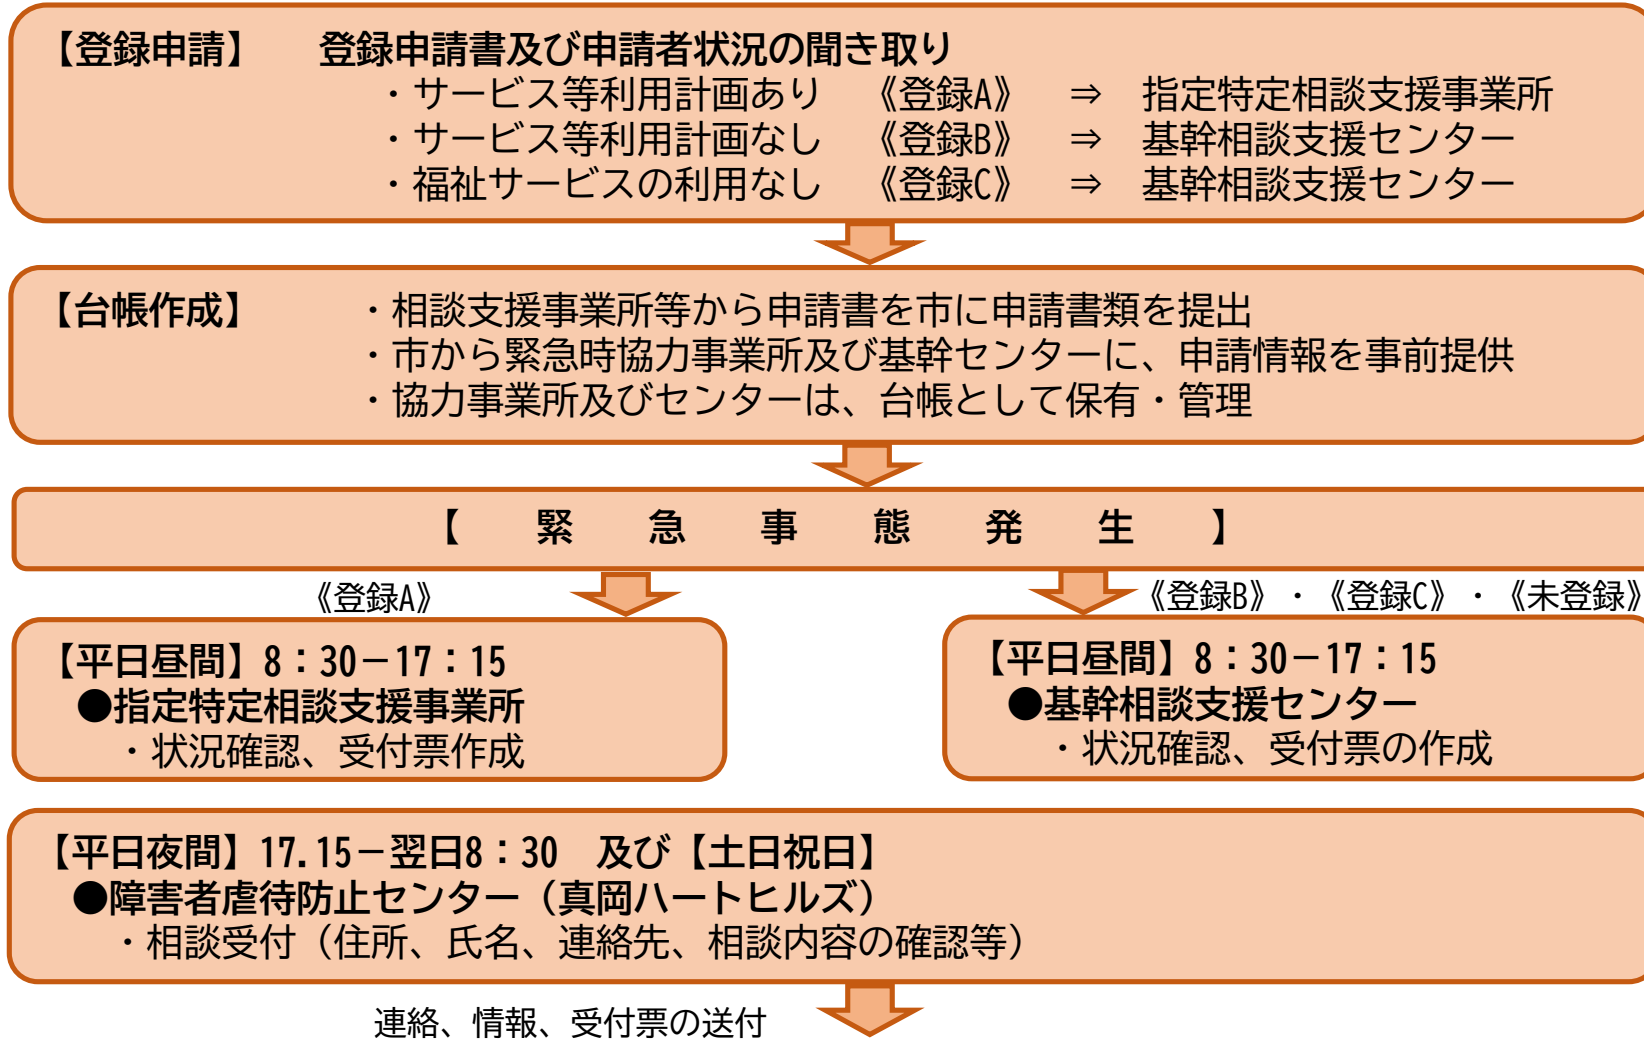 【登録申請】　登録申請書及び申請者状況の聞き取り
・サービス等利用計画あり　《登録A》　⇒　指定特定相談支援事業所
・サービス等利用計画なし　《登録B》　⇒　基幹相談支援センター
・福祉サービスの利用なし　《登録C》　⇒　基幹相談支援センター
【台帳作成】　・相談支援事業所等から申請書を市に申請書類を提出
・市から緊急時協力事業所及び基幹センターに、申請情報を事前提供
・協力事業所及びセンターは、台帳として保有・管理
【　緊　急　事　態　発　生　】
《登録A》
【平日昼間】8：30－17：15
●指定特定相談支援事業所
・状況確認、受付票作成
《登録B》・《登録C》・《未登録》
【平日昼間】8：30－17：15
●基幹相談支援センター
・状況確認、受付票の作成
【平日夜間】17.15－翌日8：30　及び【土日祝日】
●障害者虐待防止センター（真岡ハートヒルズ）
・相談受付（住所、氏名、連絡先、相談内容の確認等）
連絡、情報、受付票の送付